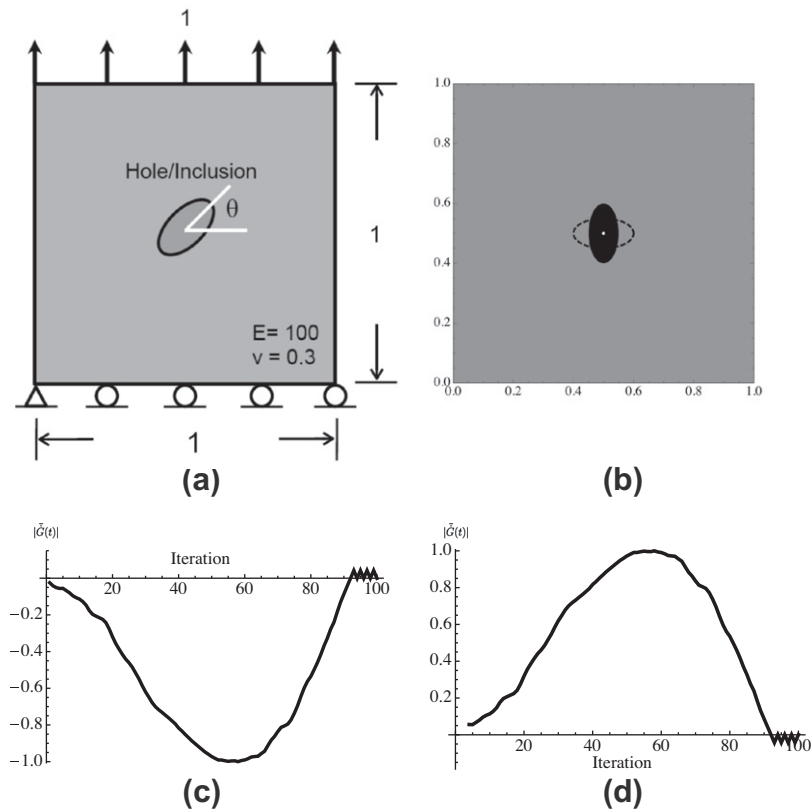 1
Hole/Inclusion
θ
1
E= 100
v = 0.3
1
(a)
1.0
0.8
0.6
0.4
0.2
0.0
0.0 0.2 0.4 0.6 0.8 1.0
(b)
|G̃(t)|
Iteration
20 40 60 80 100
−0.2
−0.4
−0.6
−0.8
−1.0
(c)
|G̃(t)|
1.0
0.8
0.6
0.4
0.2
20 40 60 80 100
Iteration
(d)